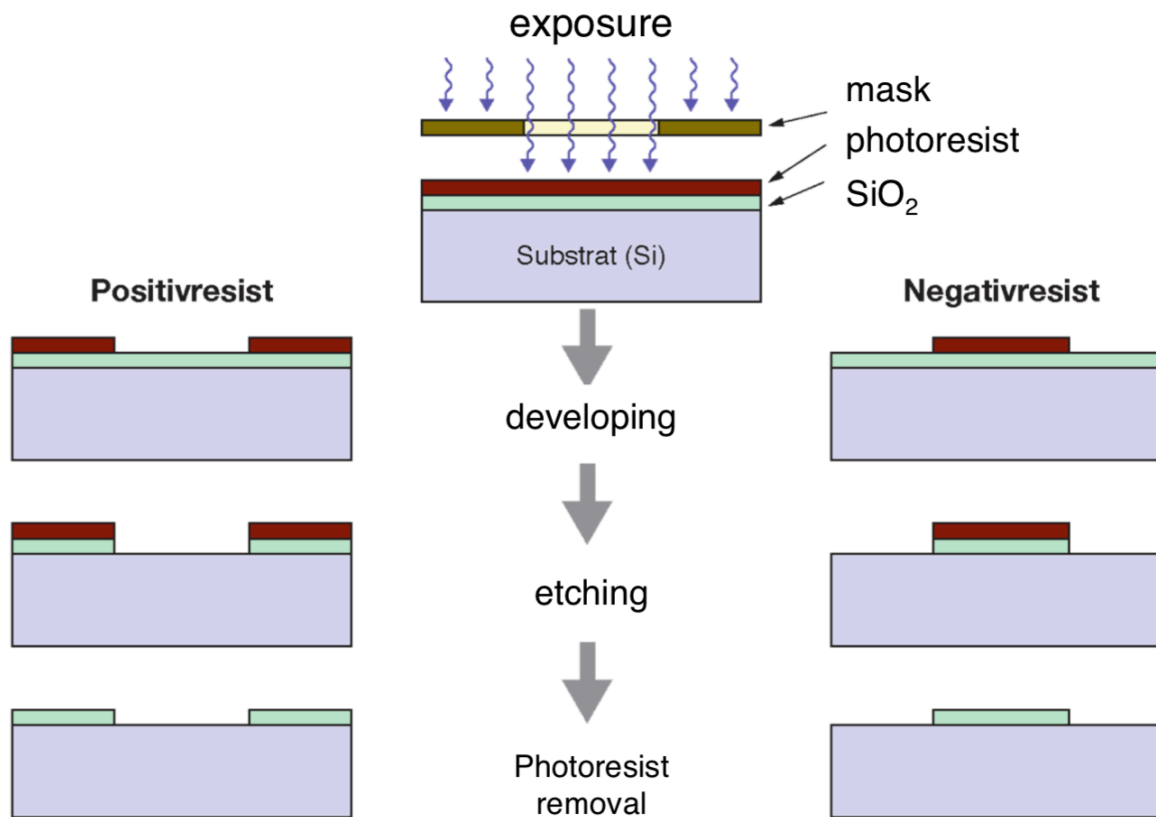 exposure
mask
photoresist
SiO₂
Substrat (Si)
Positivresist
Negativresist
developing
etching
Photoresist
removal